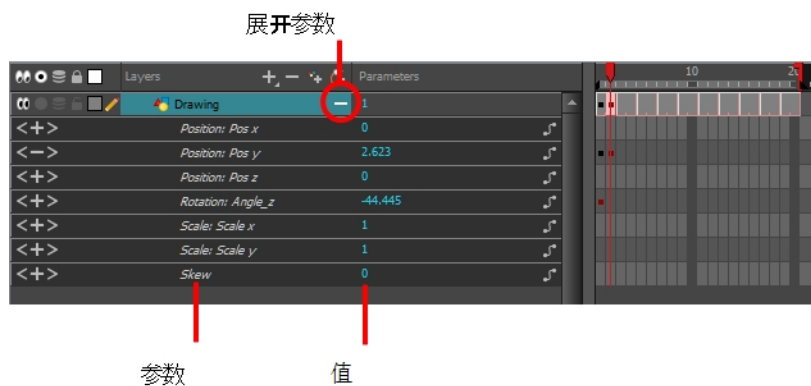 展开参数
Layers Parameters 10 20
Drawing 1
<+> Position: Pos x 0
<-> Position: Pos y 2.623
<+> Position: Pos z 0
<+> Rotation: Angle_z -44.445
<+> Scale: Scale x 1
<+> Scale: Scale y 1
<+> Skew 0
参数 值